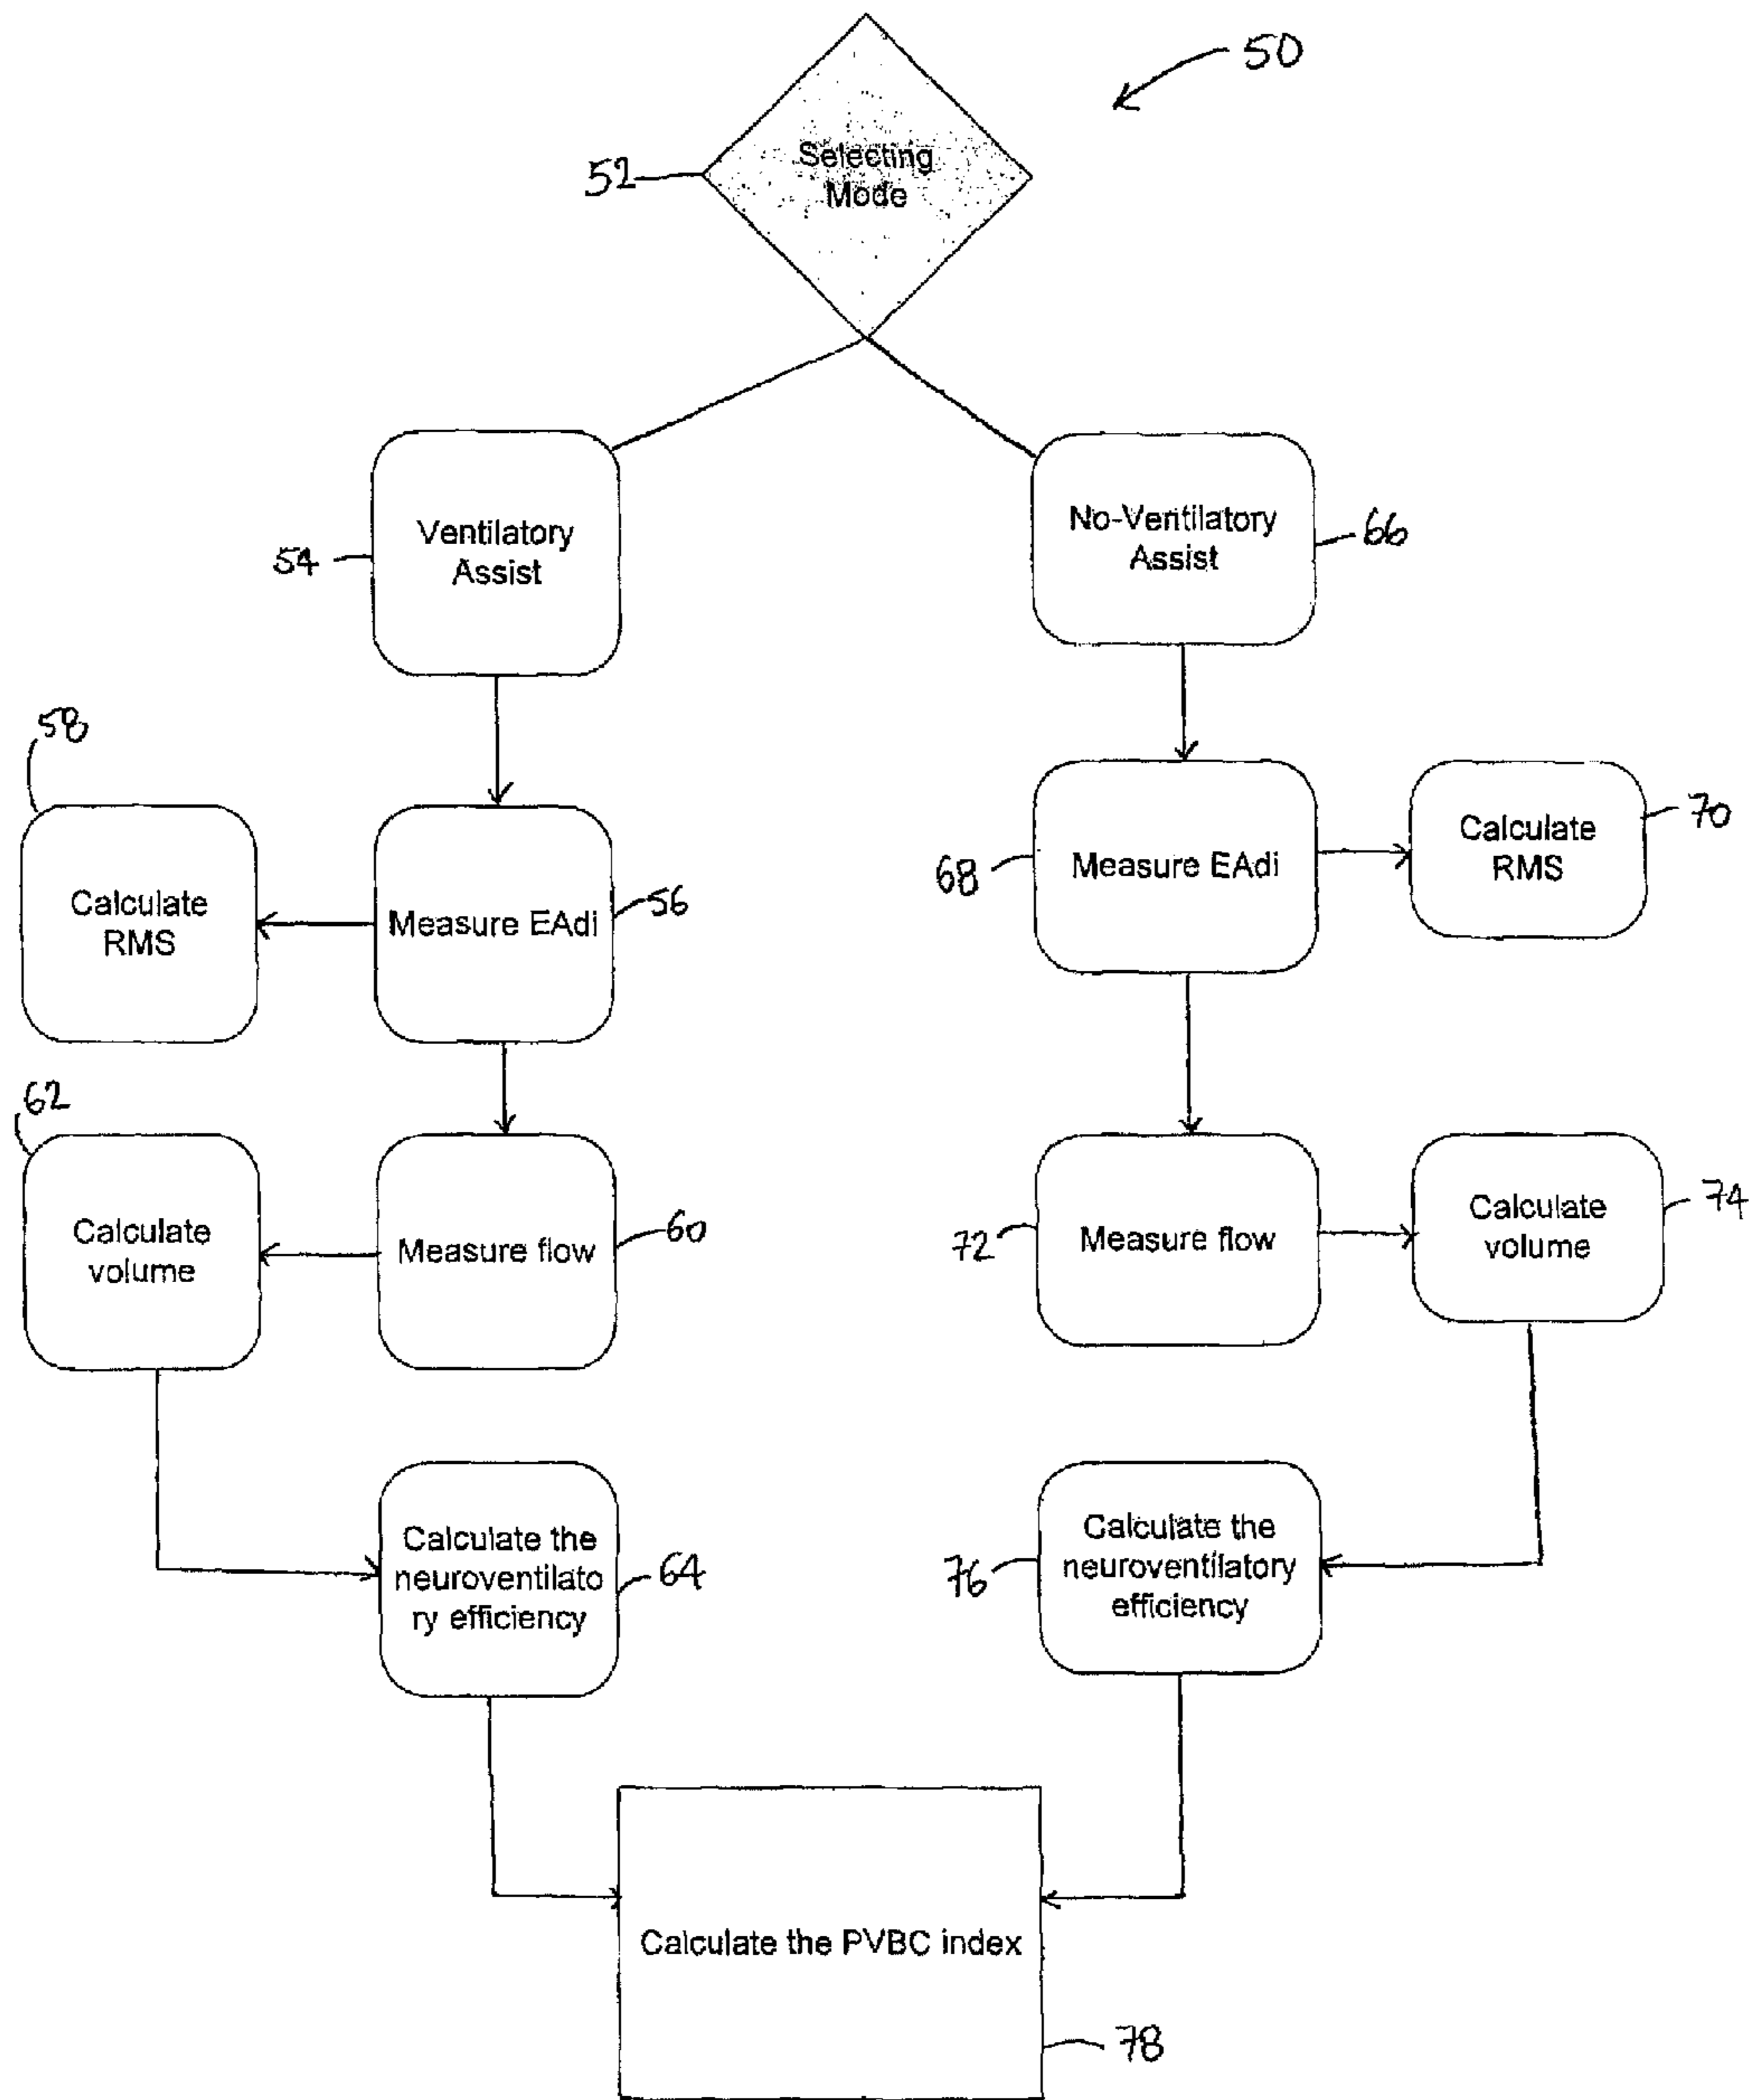 50
Selecting
Mode
52
Ventilatory
Assist
54
No-Ventilatory
Assist
66
58
Calculate
RMS
Measure EAdi
56
68
Measure EAdi
Calculate
RMS
70
62
Calculate
volume
Measure flow
60
72
Measure flow
Calculate
volume
74
Calculate the
neuroventilato
ry efficiency
64
76
Calculate the
neuroventilatory
efficiency
Calculate the PVBC index
78